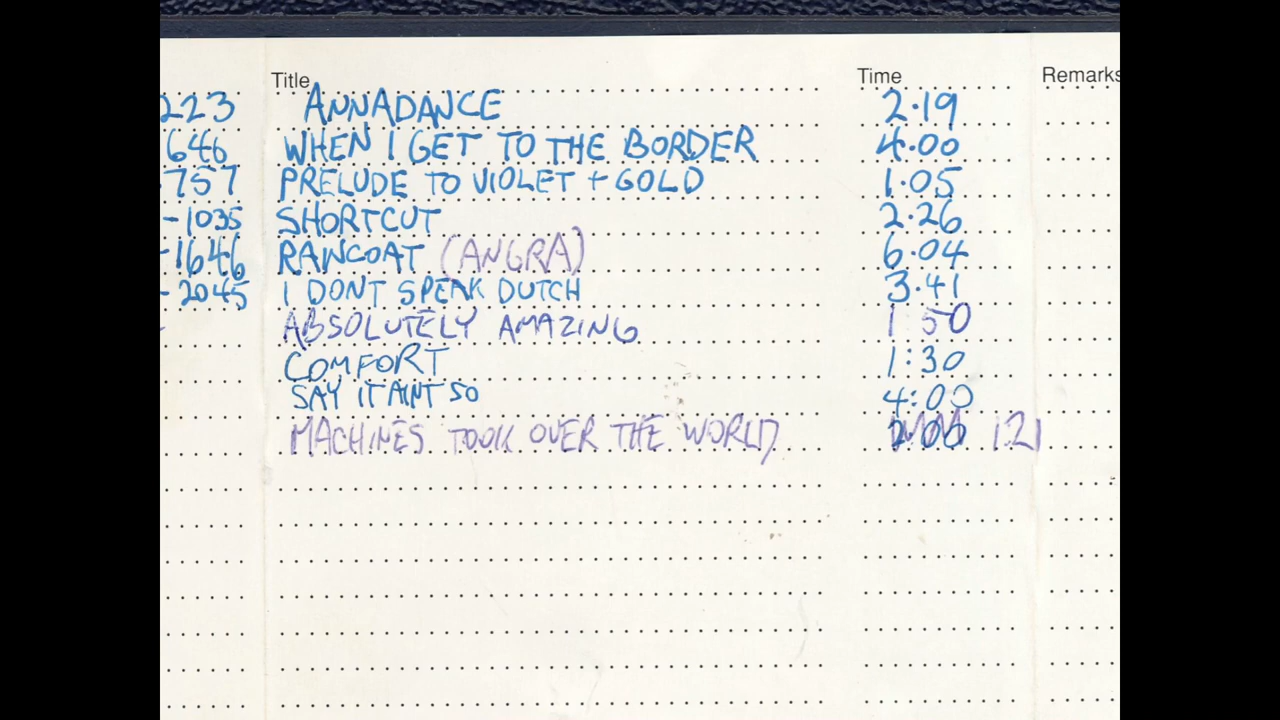 Title Time Remarks
223 ANNADANCE 2.19
646 WHEN I GET TO THE BORDER 4.00
757 PRELUDE TO VIOLET + GOLD 1.05
-1035 SHORTCUT 2.26
-1646 RAINCOAT (ANGRA) 6.04
- 2045 I DONT SPEAK DUTCH 3.41
- ABSOLUTELY AMAZING 1 50
COMFORT 1:30
SAY IT AINT SO 4:00
MACHINES TOOK OVER THE WORLD 2:00 1:21